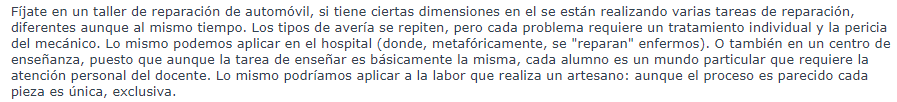 Fíjate en un taller de reparación de automóvil, si tiene ciertas dimensiones en el se están realizando varias tareas de reparación,
diferentes aunque al mismo tiempo. Los tipos de avería se repiten, pero cada problema requiere un tratamiento individual y la pericia
del mecánico. Lo mismo podemos aplicar en el hospital (donde, metafóricamente, se "reparan" enfermos). O también en un centro de
enseñanza, puesto que aunque la tarea de enseñar es básicamente la misma, cada alumno es un mundo particular que requiere la
atención personal del docente. Lo mismo podríamos aplicar a la labor que realiza un artesano: aunque el proceso es parecido cada
pieza es única, exclusiva.